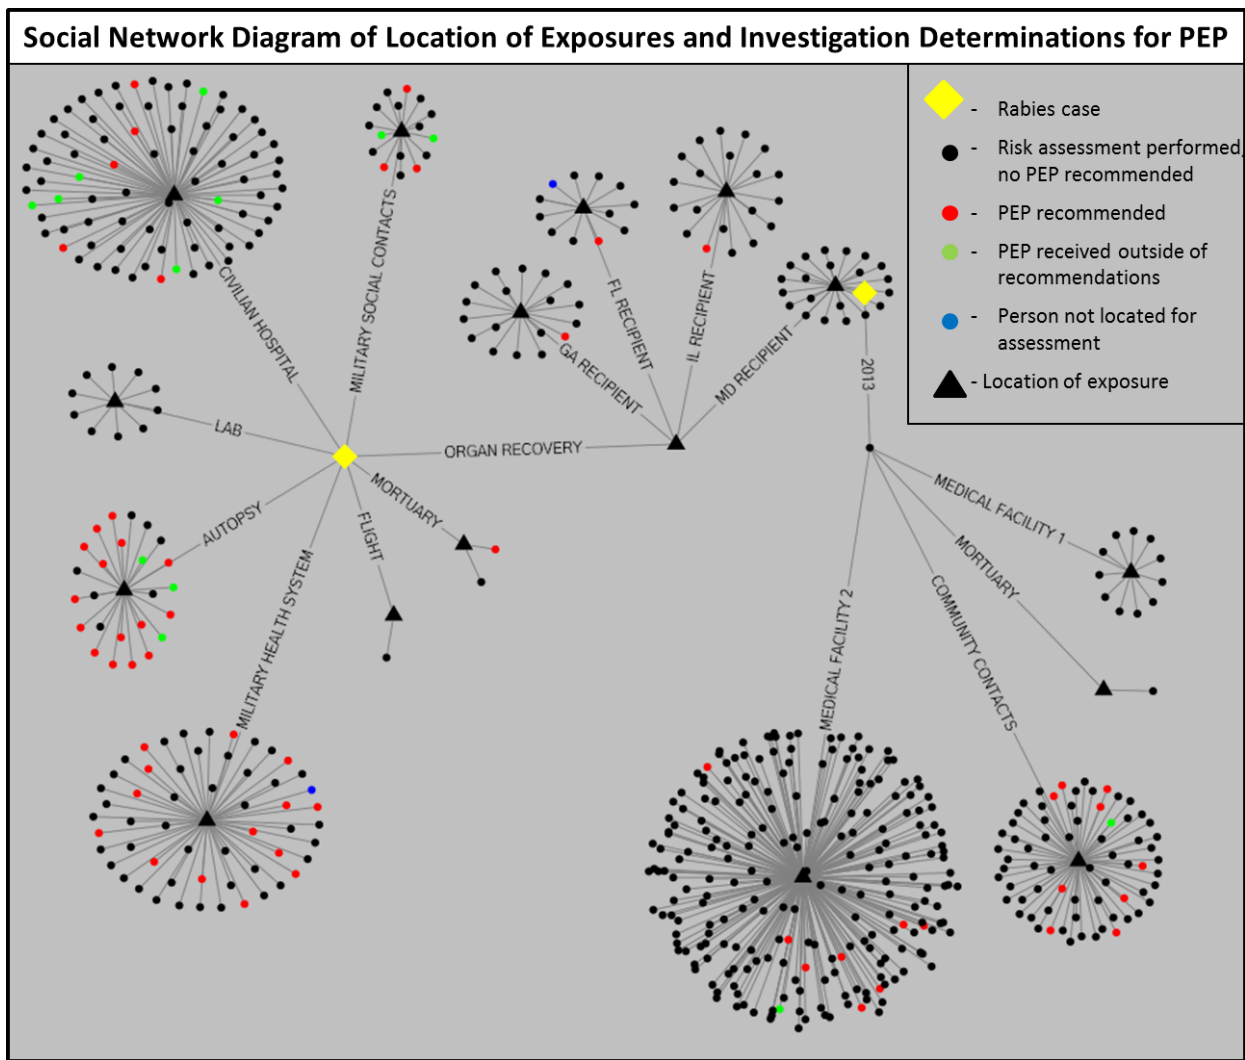 Social Network Diagram of Location of Exposures and Investigation Determinations for PEP
- Rabies case
- Risk assessment performed,
no PEP recommended
- PEP recommended
- PEP received outside of
recommendations
- Person not located for
assessment
- Location of exposure
CIVILIAN HOSPITAL
MILITARY SOCIAL CONTACTS
FL RECIPIENT
IL RECIPIENT
GA RECIPIENT
MD RECIPIENT
2013
LAB
ORGAN RECOVERY
AUTOPSY
MORTUARY
FLIGHT
MILITARY HEALTH SYSTEM
MEDICAL FACILITY 1
MORTUARY
COMMUNITY CONTACTS
MEDICAL FACILITY 2